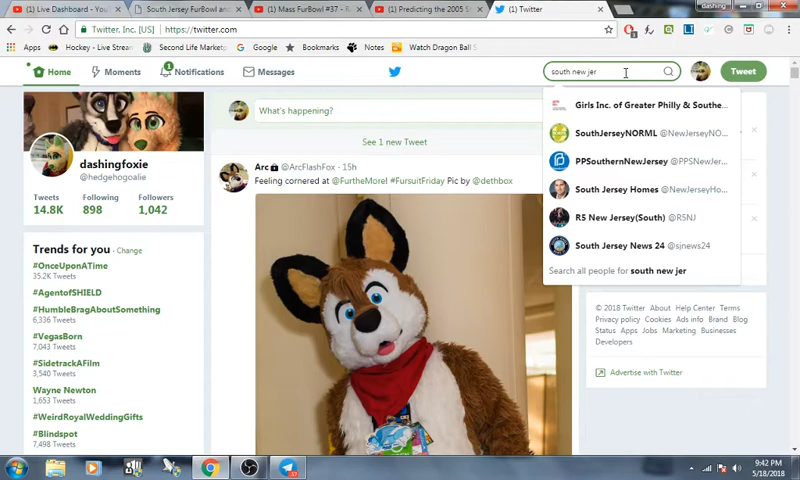 (1) Live Dashboard - You
South Jersey FurBowl and
(1) Mass FurBowl #37 - R
(1) Predicting the 2005 S
(1) Twitter
dashing
Twitter, Inc. [US] https://twitter.com
Apps
Hockey - Live Stream
Second Life Market
Google
Bookmarks
Notes
Watch Dragon Ball S
Home
Moments
Notifications
Messages
south new jer
Tweet
Girls Inc. of Greater Philly & Southe...
SouthJerseyNORML @NewJerseyNO...
PPSouthernNewJersey @PPSNewJer...
South Jersey Homes @NewJerseyHo...
R5 New Jersey(South) @R5NJ
South Jersey News 24 @sjnews24
Search all people for south new jer
dashingfoxie
@hedgehogoalie
Tweets Following Followers
14.8K 898 1,042
Trends for you · Change
#OnceUponATime
35.2K Tweets
#AgentofSHIELD
#HumbleBragAboutSomething
6,336 Tweets
#VegasBorn
7,043 Tweets
#SidetrackAFilm
3,540 Tweets
Wayne Newton
1,653 Tweets
#WeirdRoyalWeddingGifts
#Blindspot
7,498 Tweets
What's happening?
See 1 new Tweet
Arc @ArcFlashFox · 15h
Feeling cornered at @FurtheMore! #FursuitFriday Pic by @dethbox
© 2018 Twitter About Help Center Terms
Privacy policy Cookies Ads info Brand Blog
Status Apps Jobs Marketing Businesses
Developers
Advertise with Twitter
9:42 PM
5/18/2018